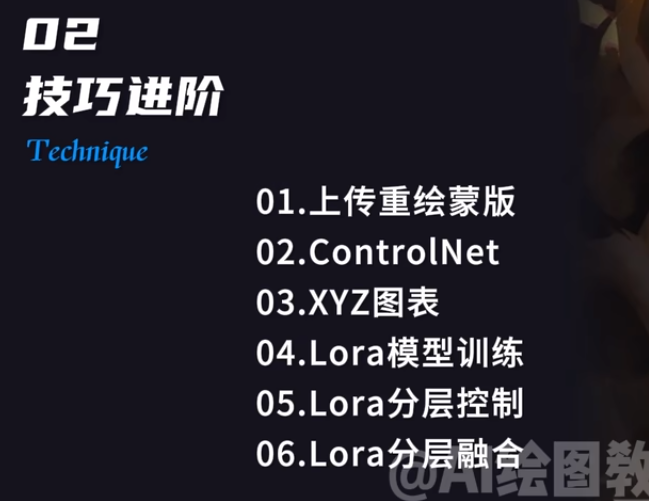 02
技巧进阶
Technique
01.上传重绘蒙版
02.ControlNet
03.XYZ图表
04.Lora模型训练
05.Lora分层控制
06.Lora分层融合
@AI绘图教